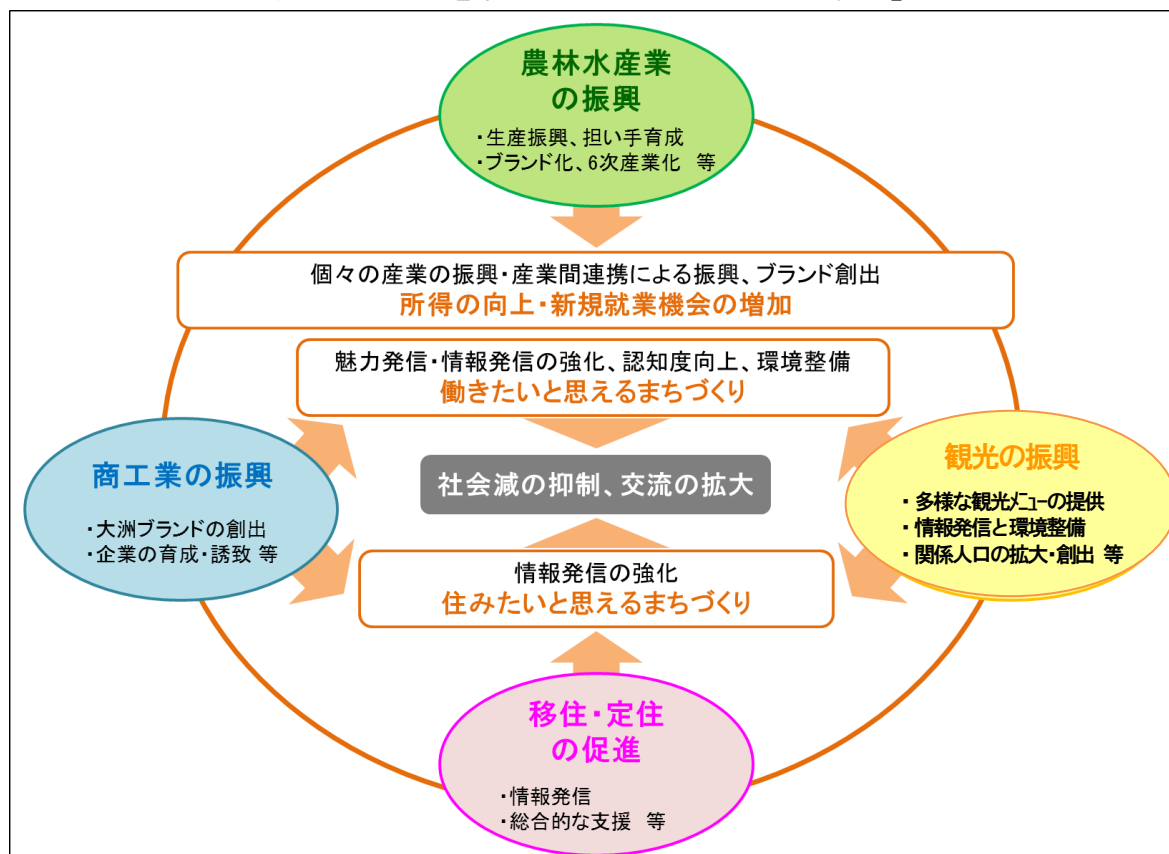 農林水産業
の振興
・生産振興、担い手育成
・ブランド化、6次産業化 等
個々の産業の振興・産業間連携による振興、ブランド創出
所得の向上・新規就業機会の増加
魅力発信・情報発信の強化、認知度向上、環境整備
働きたいと思えるまちづくり
商工業の振興
・大洲ブランドの創出
・企業の育成・誘致 等
社会減の抑制、交流の拡大
観光の振興
・多様な観光メニューの提供
・情報発信と環境整備
・関係人口の拡大・創出 等
情報発信の強化
住みたいと思えるまちづくり
移住・定住
の促進
・情報発信
・総合的な支援 等